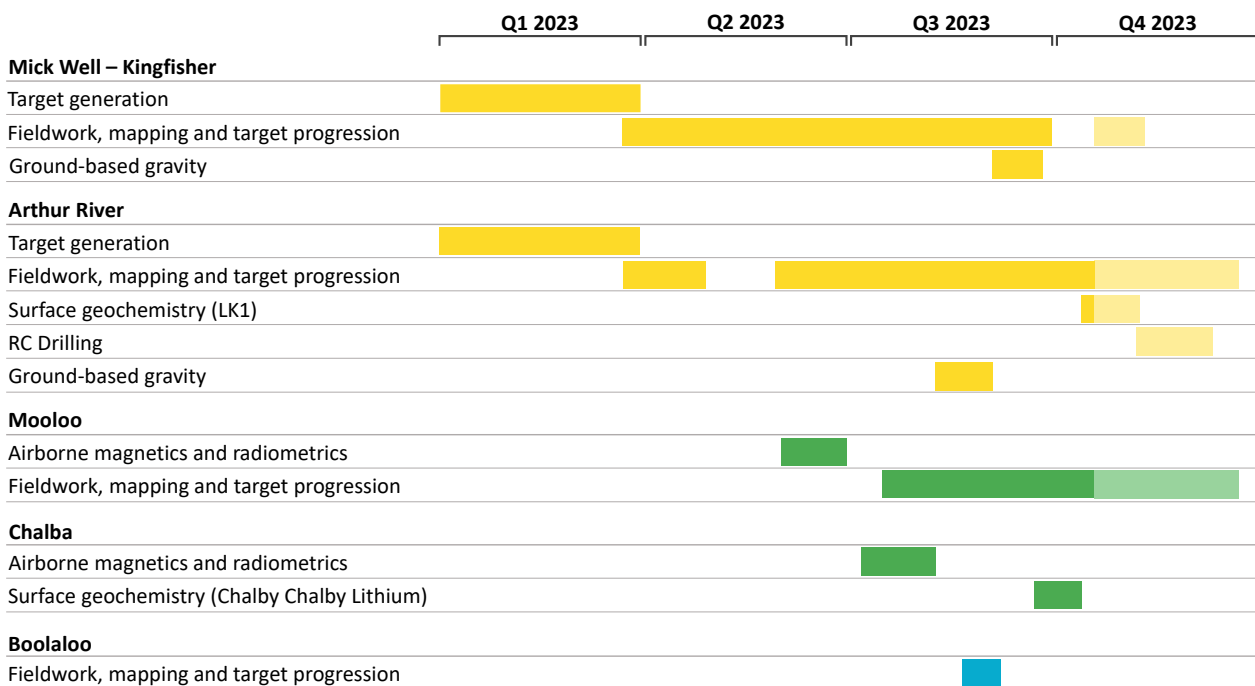 Q1 2023 Q2 2023 Q3 2023 Q4 2023
Mick Well – Kingfisher
Target generation
Fieldwork, mapping and target progression
Ground-based gravity
Arthur River
Target generation
Fieldwork, mapping and target progression
Surface geochemistry (LK1)
RC Drilling
Ground-based gravity
Mooloo
Airborne magnetics and radiometrics
Fieldwork, mapping and target progression
Chalba
Airborne magnetics and radiometrics
Surface geochemistry (Chalby Chalby Lithium)
Boolaloo
Fieldwork, mapping and target progression